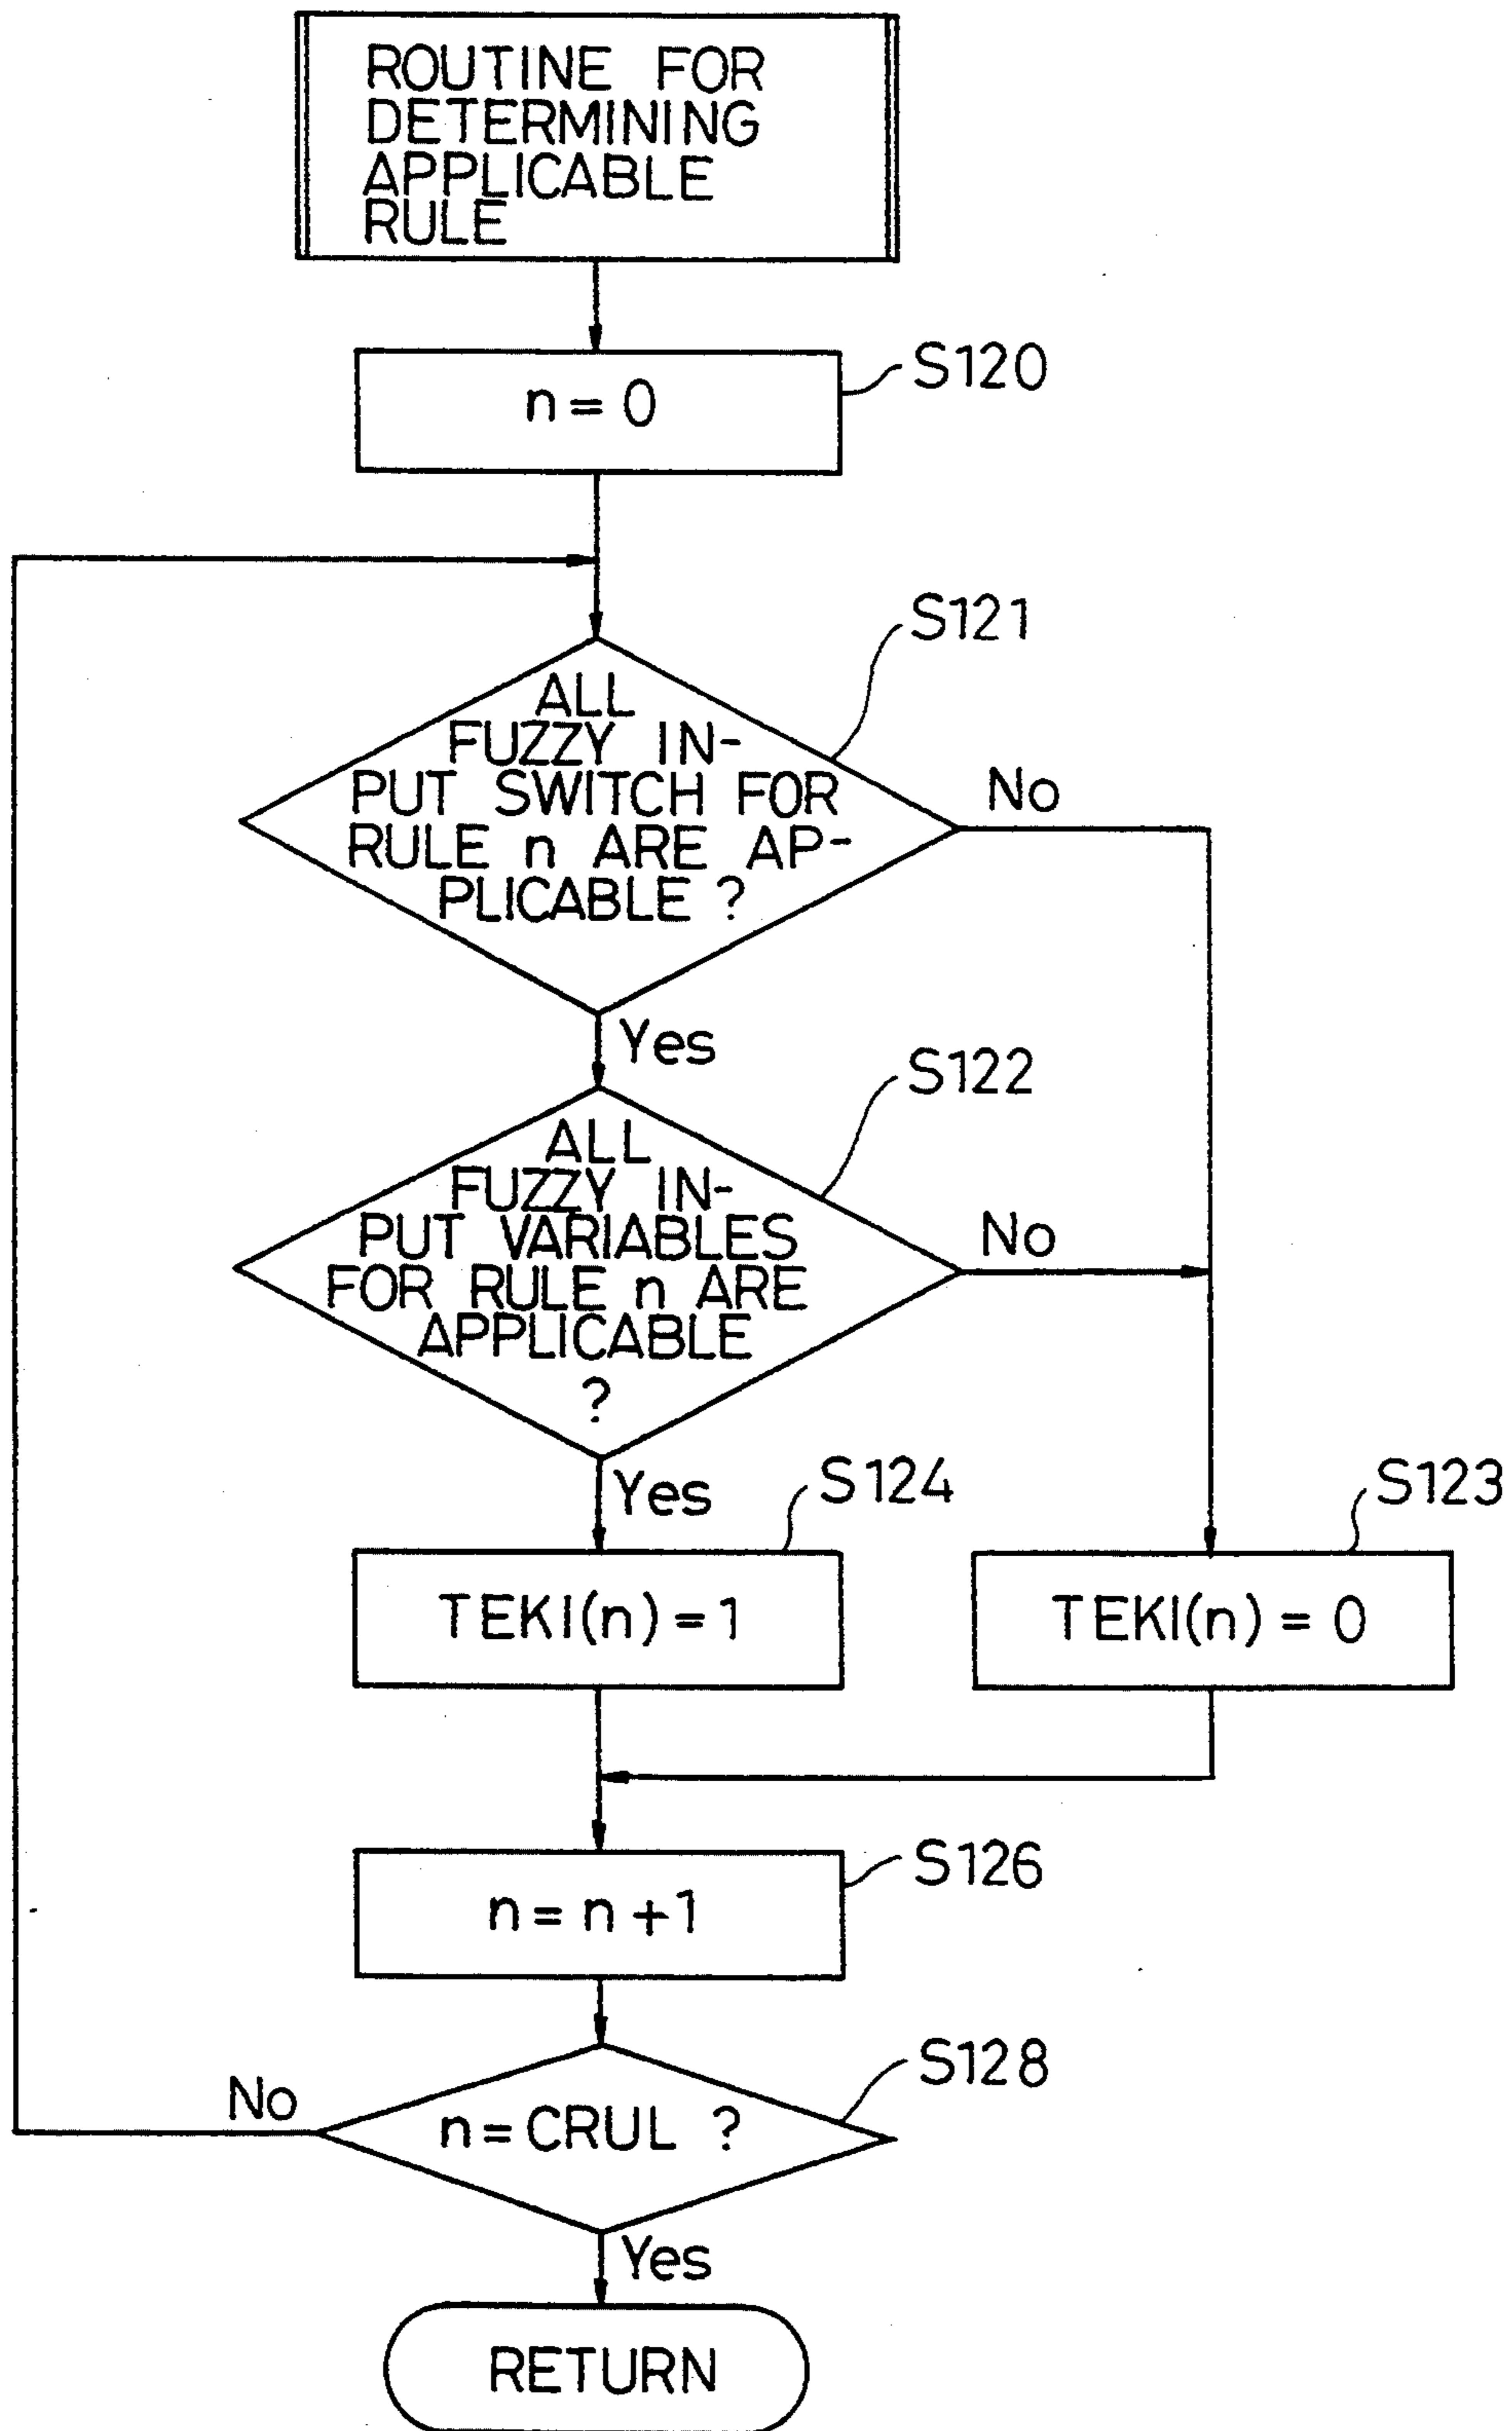 ROUTINE FOR
DETERMINING
APPLICABLE
RULE
S120
n = 0
S121
ALL
FUZZY IN-
PUT SWITCH FOR
RULE n ARE AP-
PLICABLE ?
No
Yes
S122
ALL
FUZZY IN-
PUT VARIABLES
FOR RULE n ARE
APPLICABLE
?
No
Yes
S124
S123
TEKI(n) = 1
TEKI(n) = 0
S126
n = n + 1
S128
No
n = CRUL ?
Yes
RETURN